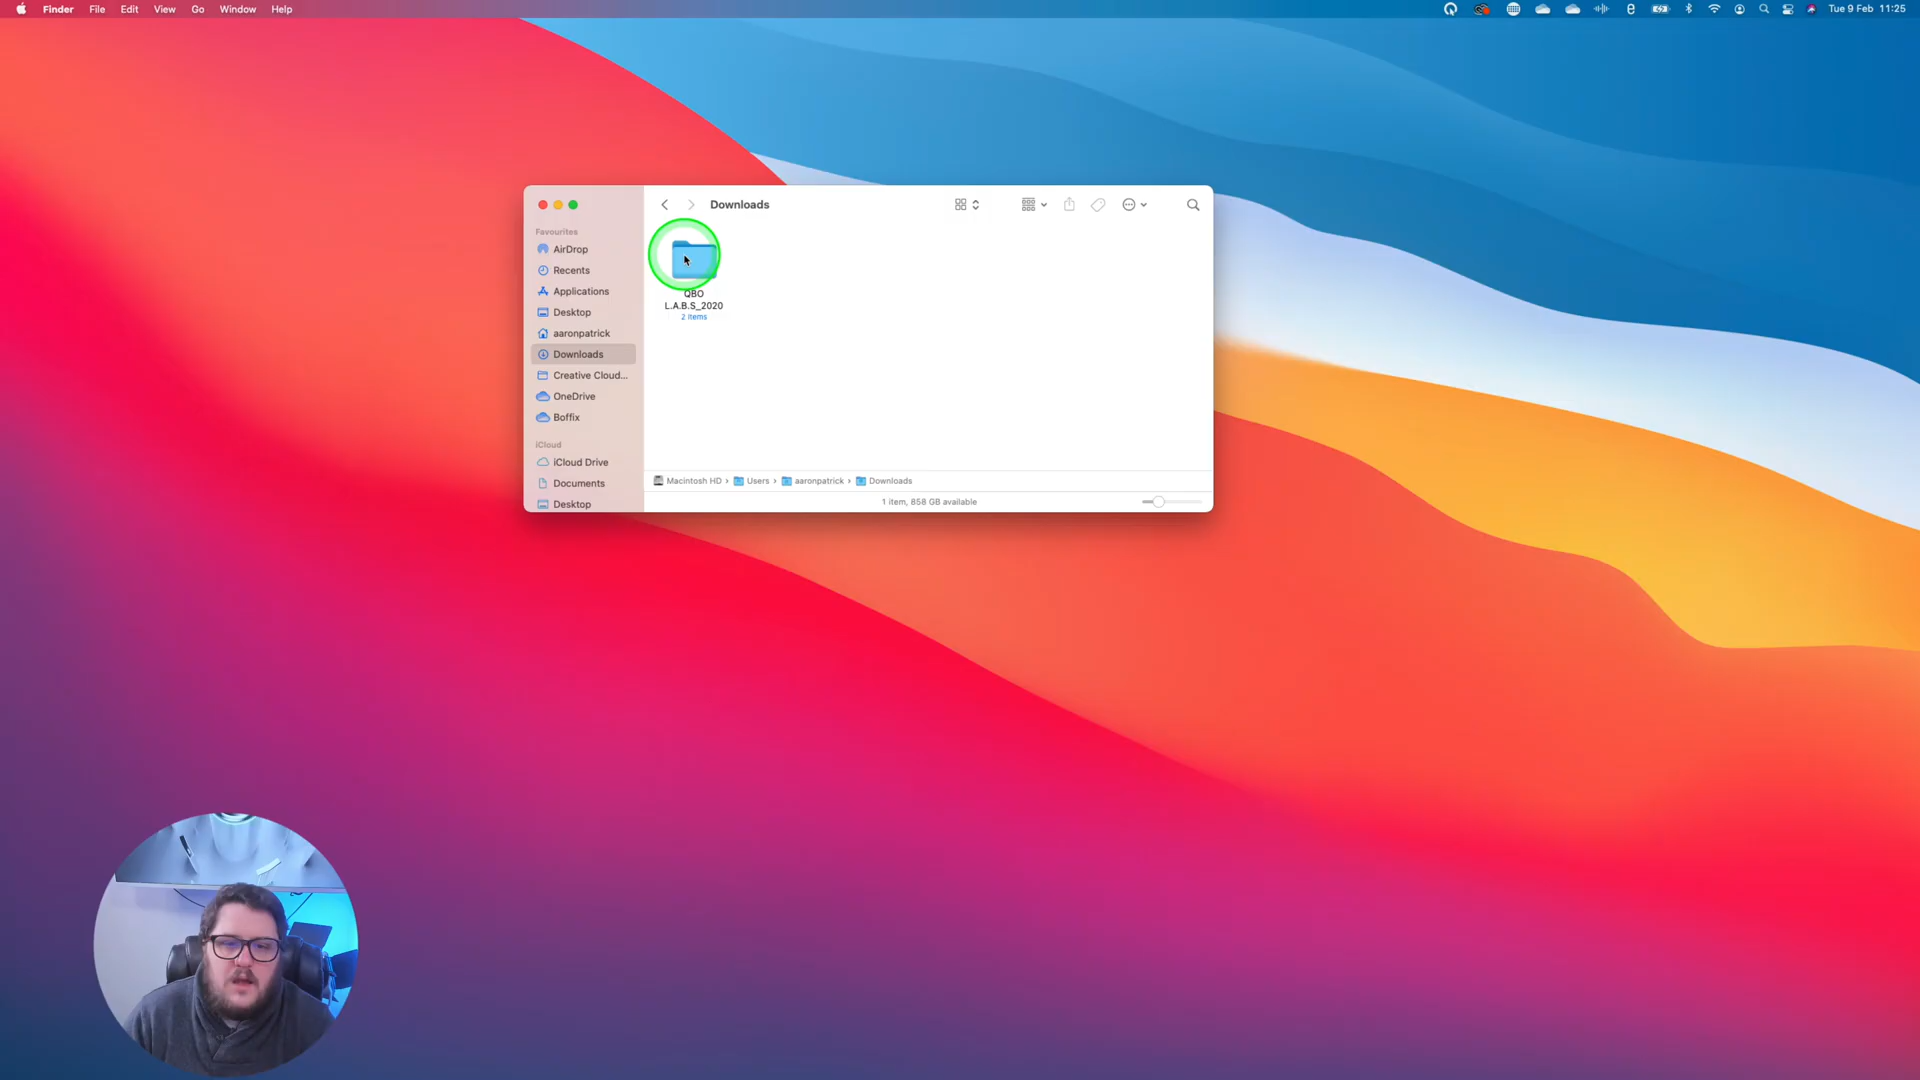 Finder File Edit View Go Window Help Tue 9 Feb 11:25
Downloads
Favourites
AirDrop
Recents
Applications
Desktop
aaronpatrick
Downloads
Creative Cloud...
OneDrive
Boffix
iCloud
iCloud Drive
Documents
Desktop
QBO
L.A.B.S_2020
2 items
Macintosh HD › Users › aaronpatrick › Downloads
1 item, 858 GB available